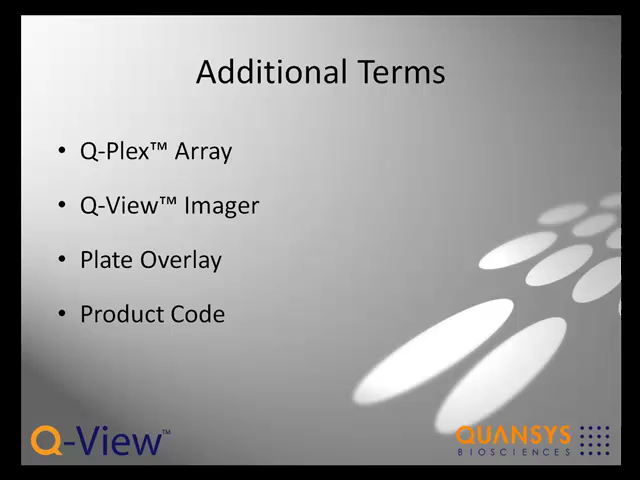 Additional Terms
• Q-Plex™ Array
• Q-View™ Imager
• Plate Overlay
• Product Code
Q-View™
QUANSYS
BIOSCIENCES